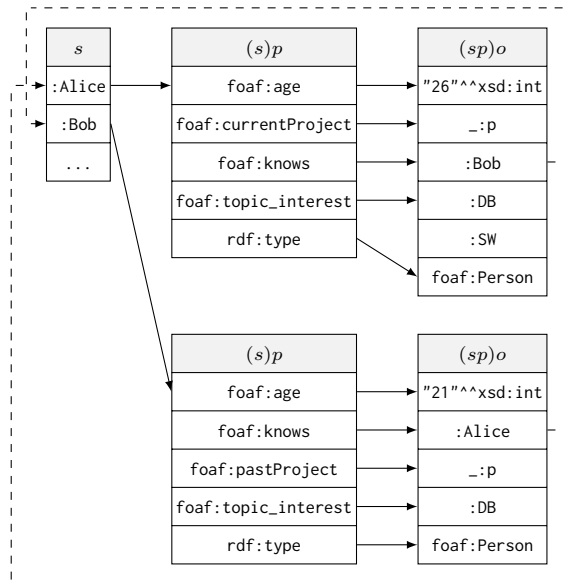 s (s)p (sp)o
:Alice foaf:age "26"^^xsd:int
:Bob foaf:currentProject _:p
... foaf:knows :Bob
foaf:topic_interest :DB
rdf:type :SW
foaf:Person
(s)p (sp)o
foaf:age "21"^^xsd:int
foaf:knows :Alice
foaf:pastProject _:p
foaf:topic_interest :DB
rdf:type foaf:Person